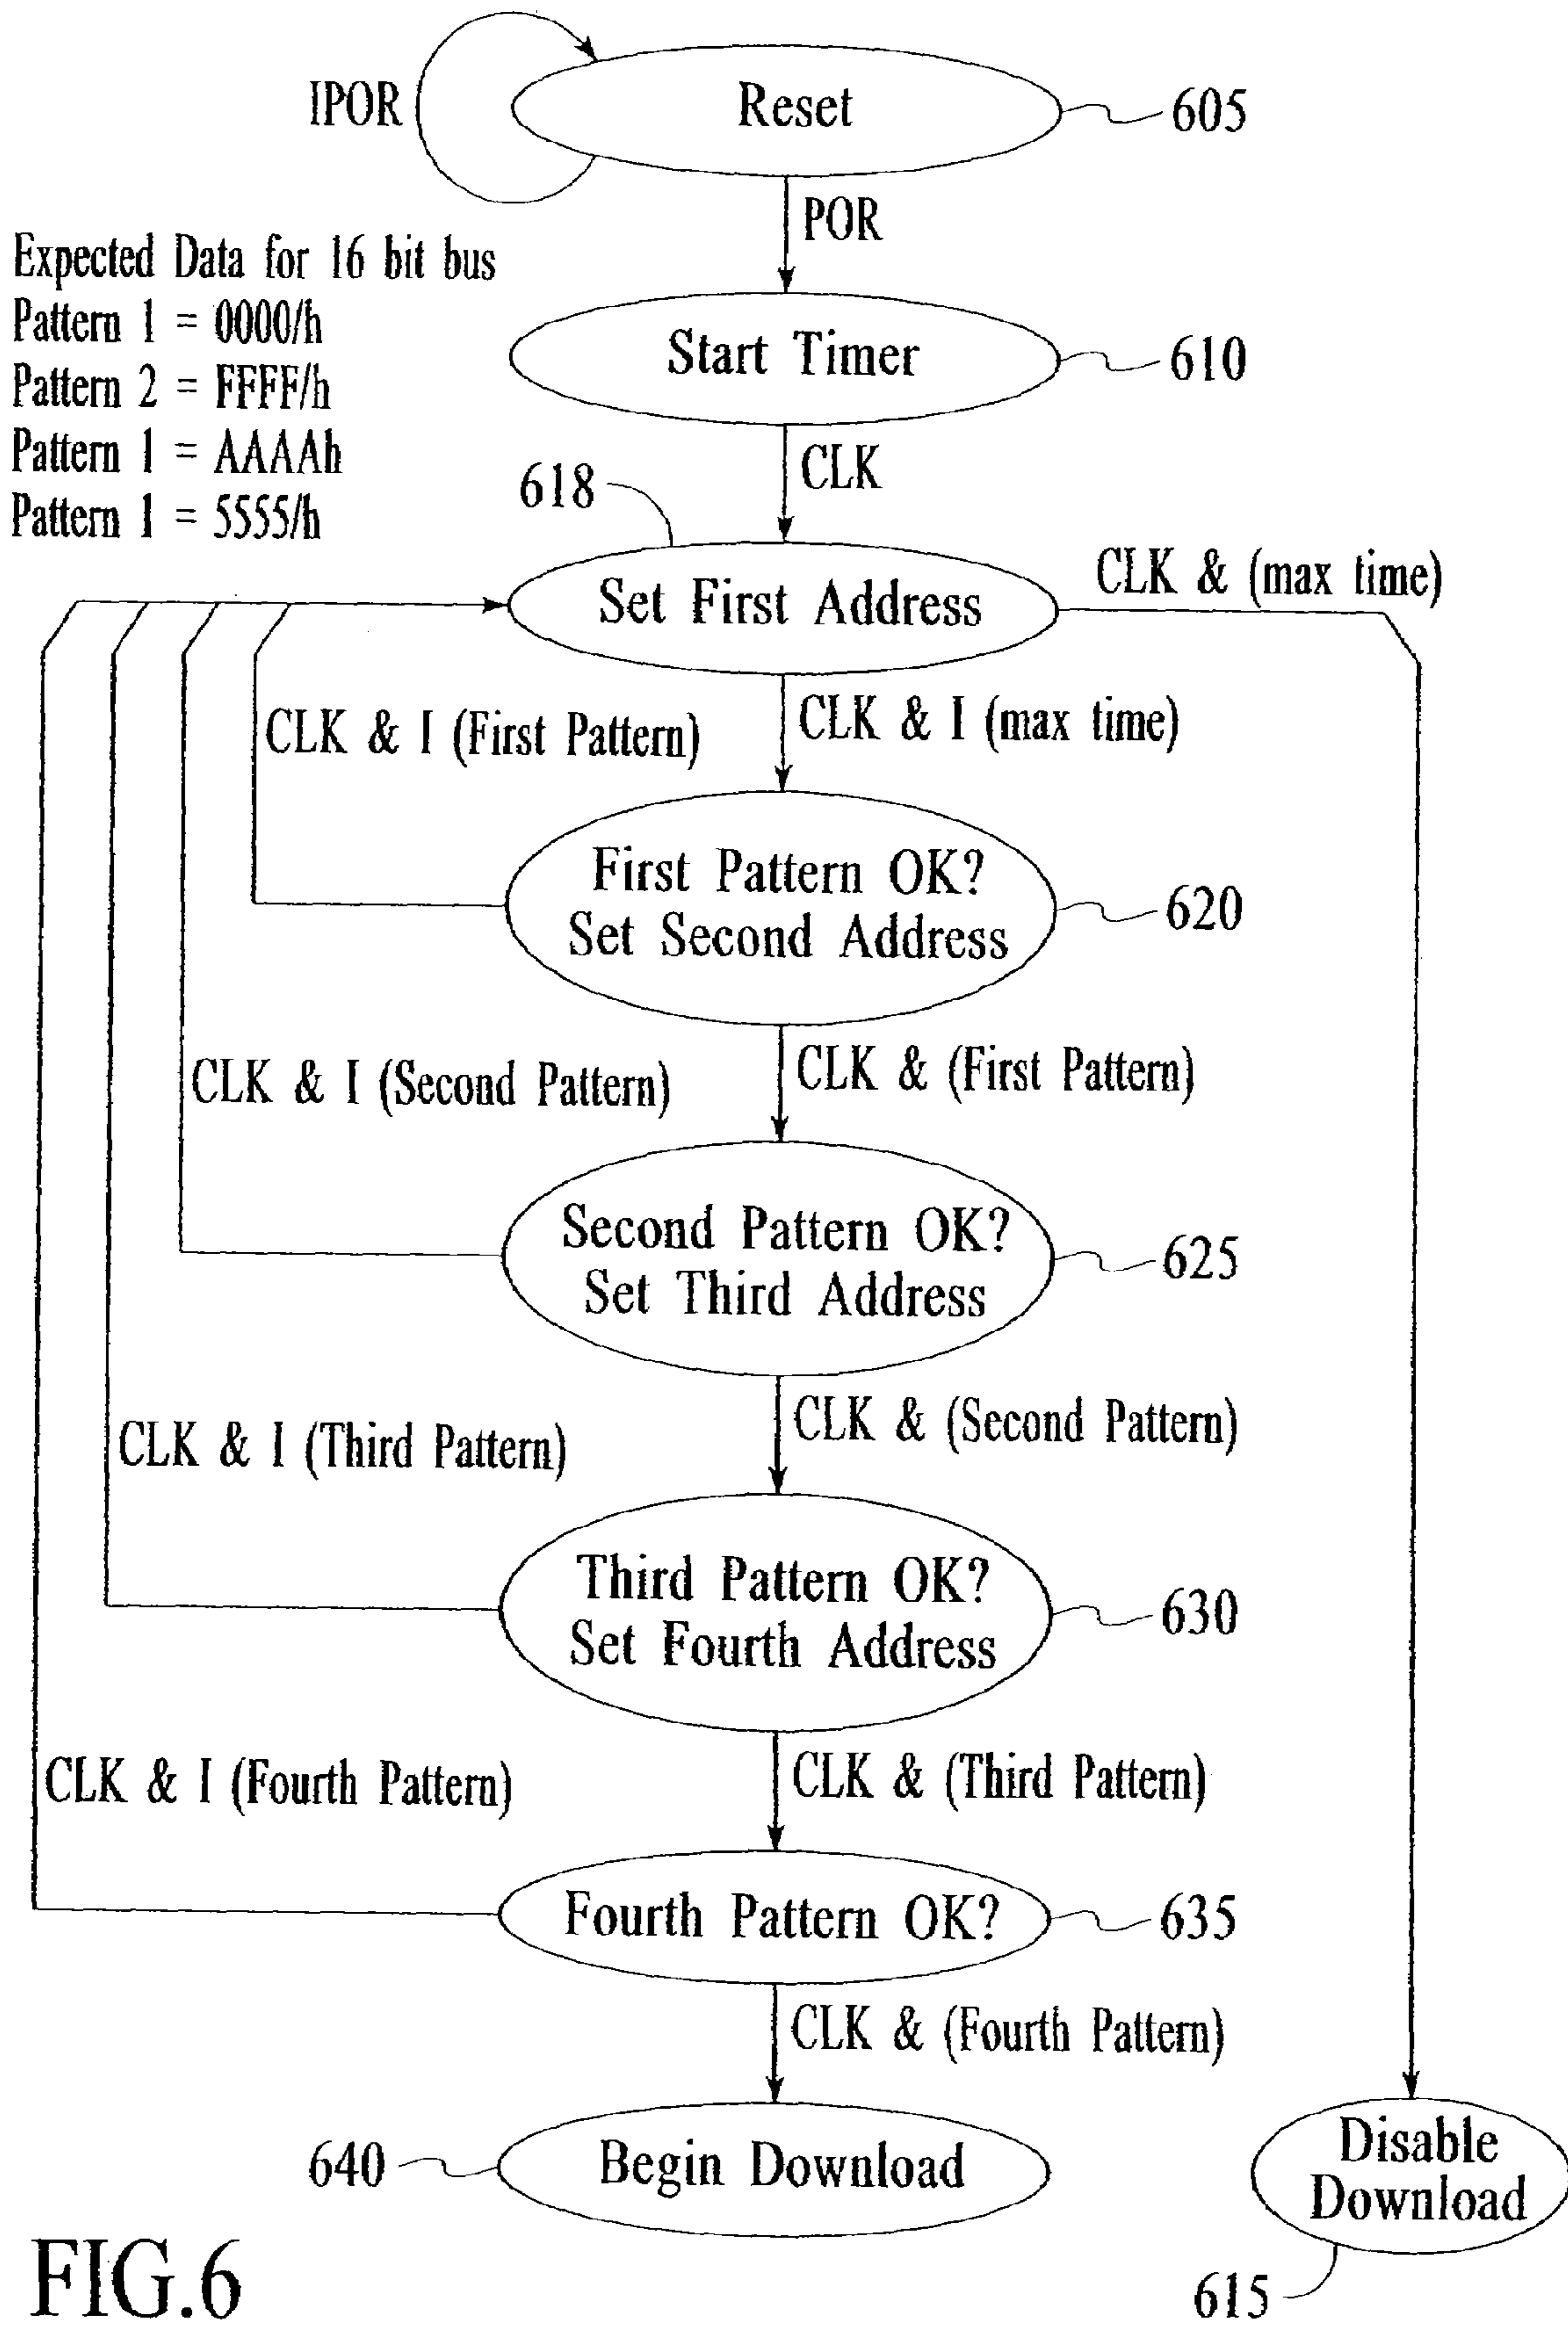 IPOR
Reset
605
POR
Expected Data for 16 bit bus
Pattern 1 = 0000/h
Pattern 2 = FFFF/h
Pattern 1 = AAAAh
Pattern 1 = 5555/h
Start Timer
610
CLK
618
Set First Address
CLK & (max time)
CLK & I (First Pattern)
CLK & I (max time)
First Pattern OK?
Set Second Address
620
CLK & I (Second Pattern)
CLK & (First Pattern)
Second Pattern OK?
Set Third Address
625
CLK & I (Third Pattern)
CLK & (Second Pattern)
Third Pattern OK?
Set Fourth Address
630
CLK & I (Fourth Pattern)
CLK & (Third Pattern)
Fourth Pattern OK?
635
CLK & (Fourth Pattern)
640
Begin Download
Disable
Download
615
FIG.6